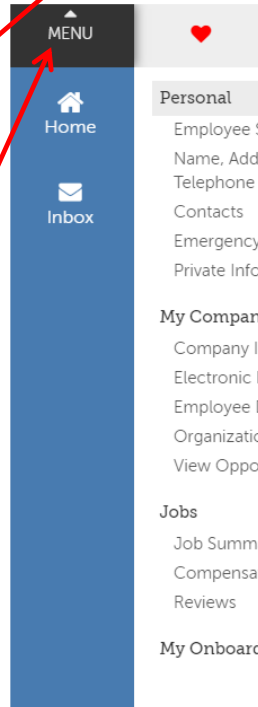 MENU
Home
Inbox
Personal
Employee
Name, Add
Telephone
Contacts
Emergency
Private Info
My Compan
Company I
Electronic
Employee
Organizatio
View Oppo
Jobs
Job Summ
Compensa
Reviews
My Onboard